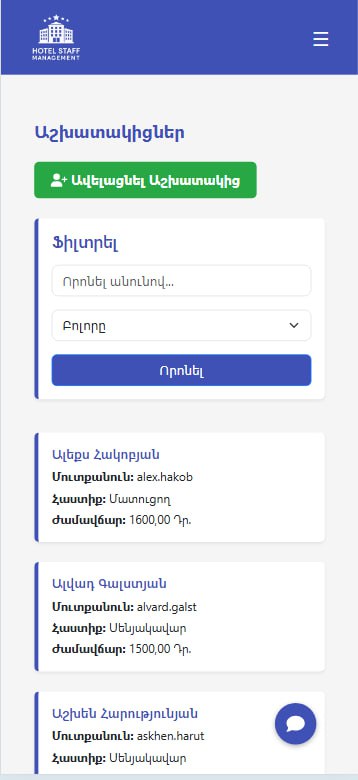 HOTEL STAFF
MANAGEMENT
Աշխատակիցներ
Ավելացնել Աշխատակից
Ֆիլտրել
Որոնել անունով...
Բոլորը
Որոնել
Ալեքս Հակոբյան
Մուտքանուն: alex.hakob
Հաստիք: Մատուցող
Ժամավճար: 1600,00 Դր.
Ալվադ Գալստյան
Մուտքանուն: alvard.galst
Հաստիք: Սենյակավար
Ժամավճար: 1500,00 Դր.
Աշխեն Հարությունյան
Մուտքանուն: askhen.harut
Հաստիք: Սենյակավար